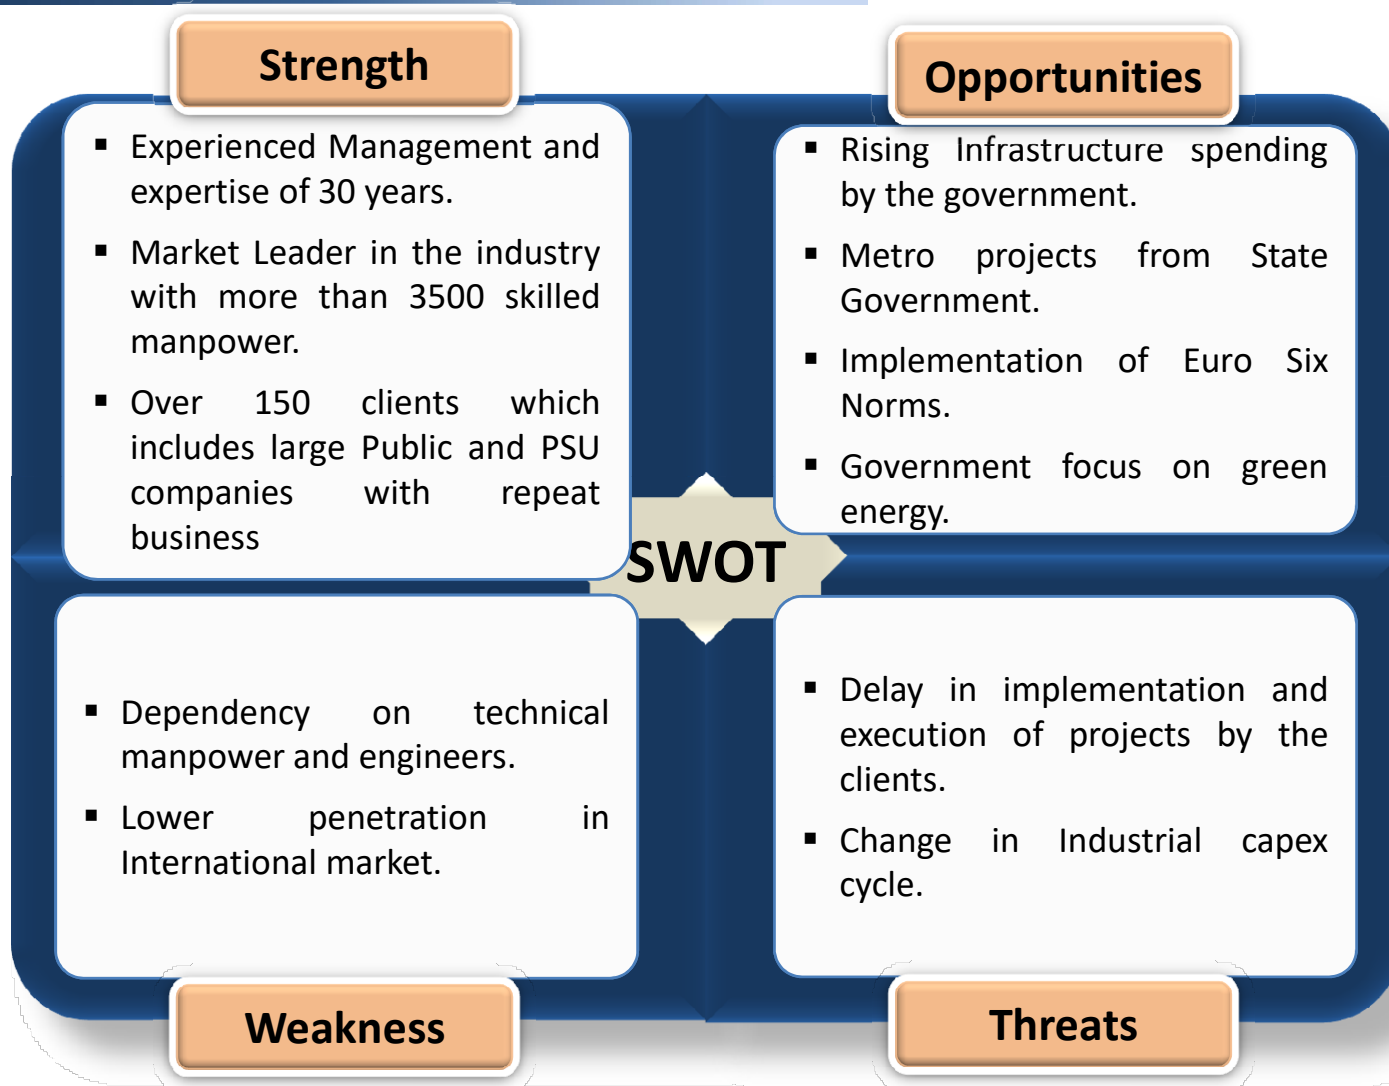 Strength
▪ Experienced Management and
expertise of 30 years.
▪ Market Leader in the industry
with more than 3500 skilled
manpower.
▪ Over 150 clients which
includes large Public and PSU
companies with repeat
business
Opportunities
▪ Rising Infrastructure spending
by the government.
▪ Metro projects from State
Government.
▪ Implementation of Euro Six
Norms.
▪ Government focus on green
energy.
SWOT
▪ Dependency on technical
manpower and engineers.
▪ Lower penetration in
International market.
Weakness
▪ Delay in implementation and
execution of projects by the
clients.
▪ Change in Industrial capex
cycle.
Threats